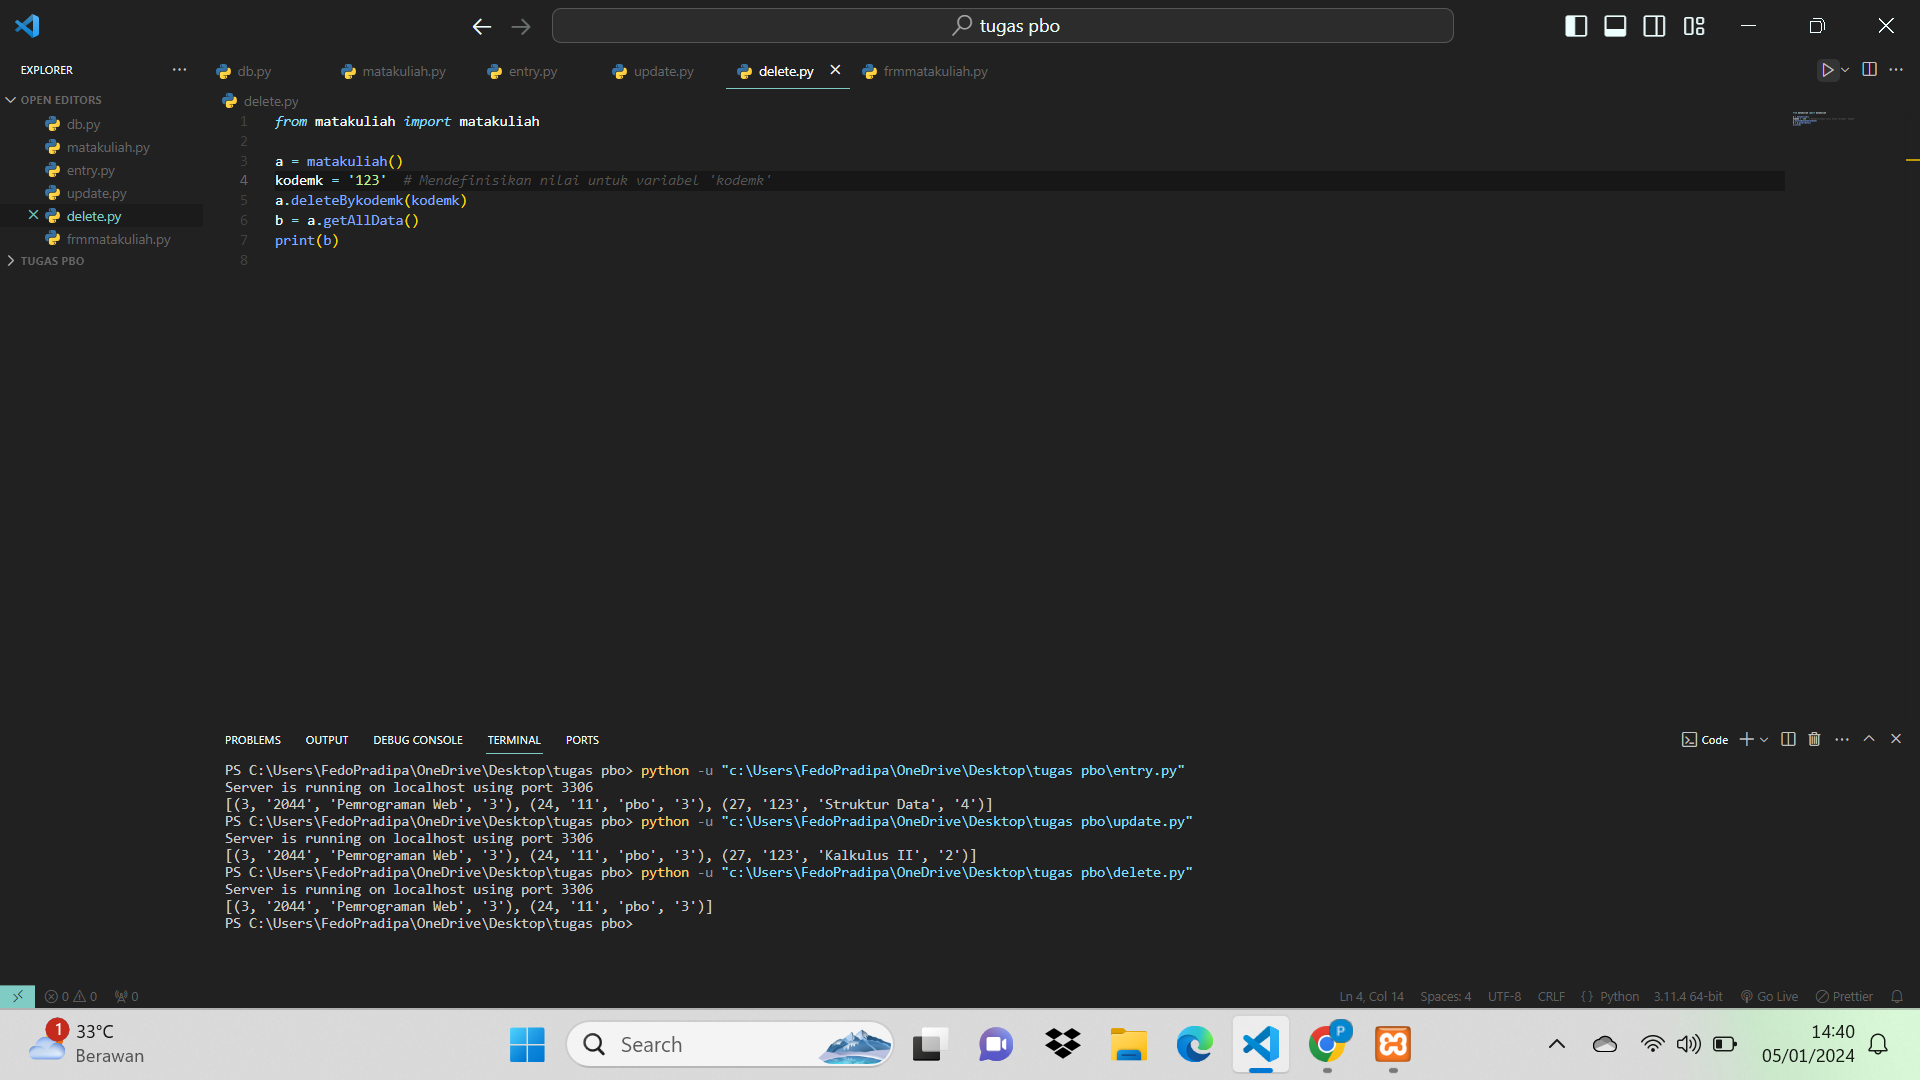 tugas pbo
EXPLORER
db.py
matakuliah.py
entry.py
update.py
delete.py
frmmatakuliah.py
OPEN EDITORS
db.py
matakuliah.py
entry.py
update.py
delete.py
frmmatakuliah.py
TUGAS PBO
delete.py
1 from matakuliah import matakuliah
2
3 a = matakuliah()
4 kodemk = '123'  # Mendefinisikan nilai untuk variabel 'kodemk'
5 a.deleteBykodemk(kodemk)
6 b = a.getAllData()
7 print(b)
8
PROBLEMS OUTPUT DEBUG CONSOLE TERMINAL PORTS
Code
PS C:\Users\FedoPradipa\OneDrive\Desktop\tugas pbo> python -u "c:\Users\FedoPradipa\OneDrive\Desktop\tugas pbo\entry.py"
Server is running on localhost using port 3306
[(3, '2044', 'Pemrograman Web', '3'), (24, '11', 'pbo', '3'), (27, '123', 'Struktur Data', '4')]
PS C:\Users\FedoPradipa\OneDrive\Desktop\tugas pbo> python -u "c:\Users\FedoPradipa\OneDrive\Desktop\tugas pbo\update.py"
Server is running on localhost using port 3306
[(3, '2044', 'Pemrograman Web', '3'), (24, '11', 'pbo', '3'), (27, '123', 'Kalkulus II', '2')]
PS C:\Users\FedoPradipa\OneDrive\Desktop\tugas pbo> python -u "c:\Users\FedoPradipa\OneDrive\Desktop\tugas pbo\delete.py"
Server is running on localhost using port 3306
[(3, '2044', 'Pemrograman Web', '3'), (24, '11', 'pbo', '3')]
PS C:\Users\FedoPradipa\OneDrive\Desktop\tugas pbo>
0 0 0
Ln 4, Col 14 Spaces: 4 UTF-8 CRLF {} Python 3.11.4 64-bit Go Live Prettier
1
33°C
Berawan
Search
P
14:40
05/01/2024